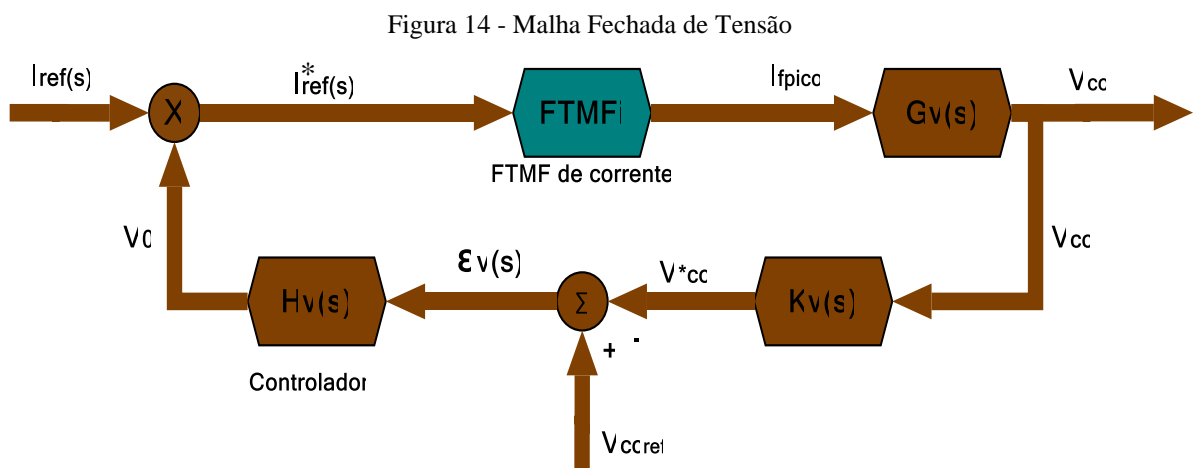 Figura 14 - Malha Fechada de Tensão
Iref(s)
X
I*ref(s)
FTMFi
FTMF de corrente
Ifpico
Gv(s)
Vcc
Vcc
V0
Hv(s)
Controlador
εv(s)
Σ
V*cc
Kv(s)
+ -
Vccref